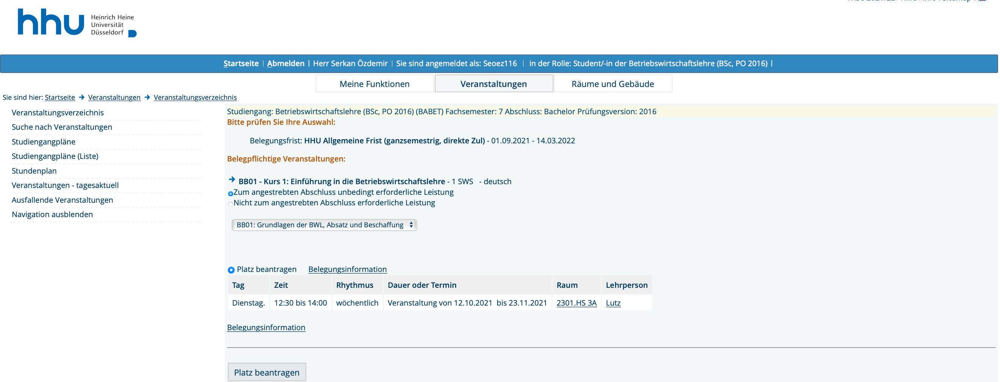 hhu Heinrich Heine
Universität
Düsseldorf
Startseite | Abmelden | Herr Serkan Özdemir | Sie sind angemeldet als: Seoez116 | in der Rolle: Student/-in der Betriebswirtschaftslehre (BSc, PO 2016) |
Meine Funktionen Veranstaltungen Räume und Gebäude
Sie sind hier: Startseite → Veranstaltungen → Veranstaltungsverzeichnis
Veranstaltungsverzeichnis
Suche nach Veranstaltungen
Studiengangpläne
Studiengangpläne (Liste)
Stundenplan
Veranstaltungen - tagesaktuell
Ausfallende Veranstaltungen
Navigation ausblenden
Studiengang: Betriebswirtschaftslehre (BSc, PO 2016) (BABET) Fachsemester: 7 Abschluss: Bachelor Prüfungsversion: 2016
Bitte prüfen Sie Ihre Auswahl:
Belegungsfrist: HHU Allgemeine Frist (ganzsemestrig, direkte Zul) - 01.09.2021 - 14.03.2022
Belegpflichtige Veranstaltungen:
→ BB01 - Kurs 1: Einführung in die Betriebswirtschaftslehre - 1 SWS - deutsch
Zum angestrebten Abschluss unbedingt erforderliche Leistung
Nicht zum angestrebten Abschluss erforderliche Leistung
BB01: Grundlagen der BWL, Absatz und Beschaffung
Platz beantragen Belegungsinformation
Tag Zeit Rhythmus Dauer oder Termin Raum Lehrperson
Dienstag. 12:30 bis 14:00 wöchentlich Veranstaltung von 12.10.2021 bis 23.11.2021 2301.HS 3A Lutz
Belegungsinformation
Platz beantragen